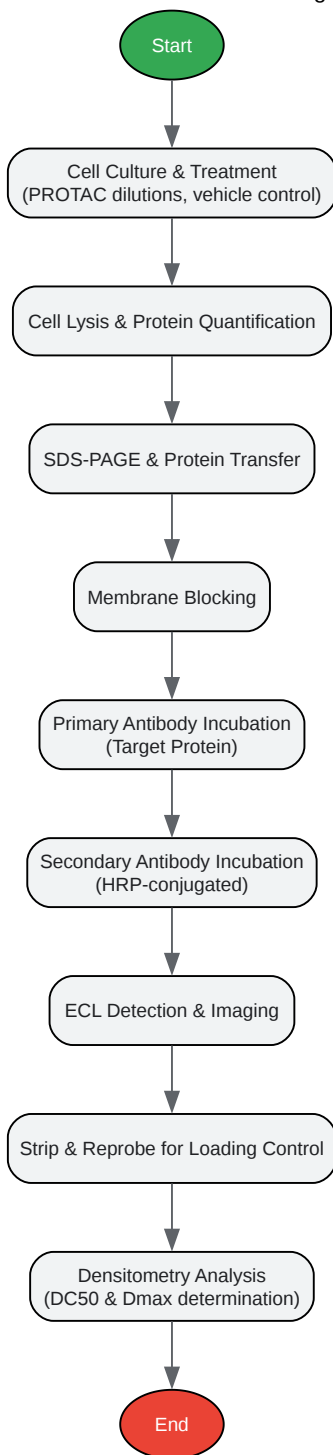 Start
Cell Culture & Treatment
(PROTAC dilutions, vehicle control)
Cell Lysis & Protein Quantification
SDS-PAGE & Protein Transfer
Membrane Blocking
Primary Antibody Incubation
(Target Protein)
Secondary Antibody Incubation
(HRP-conjugated)
ECL Detection & Imaging
Strip & Reprobe for Loading Control
Densitometry Analysis
(DC50 & Dmax determination)
End